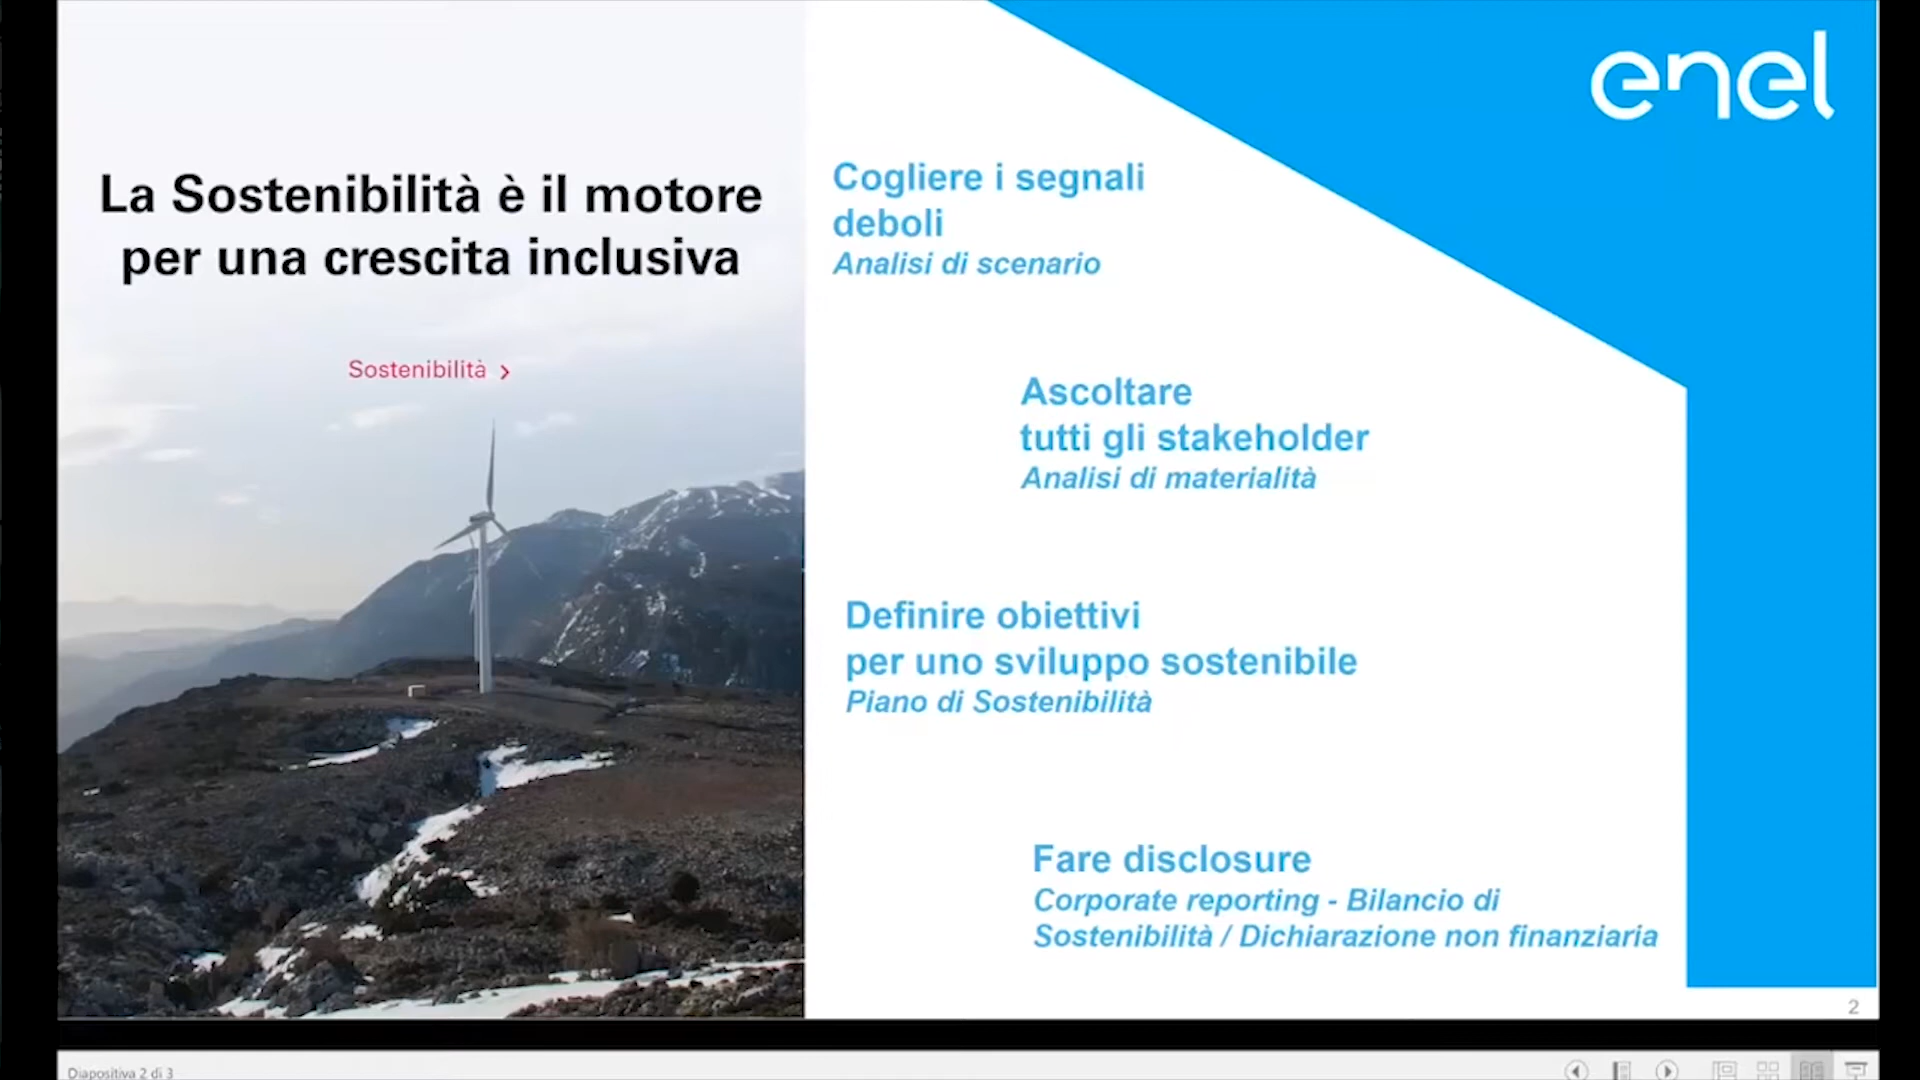 enel
La Sostenibilità è il motore
per una crescita inclusiva
Sostenibilità >
Cogliere i segnali
deboli
Analisi di scenario
Ascoltare
tutti gli stakeholder
Analisi di materialità
Definire obiettivi
per uno sviluppo sostenibile
Piano di Sostenibilità
Fare disclosure
Corporate reporting - Bilancio di
Sostenibilità / Dichiarazione non finanziaria
2
Diapositiva 2 di 3